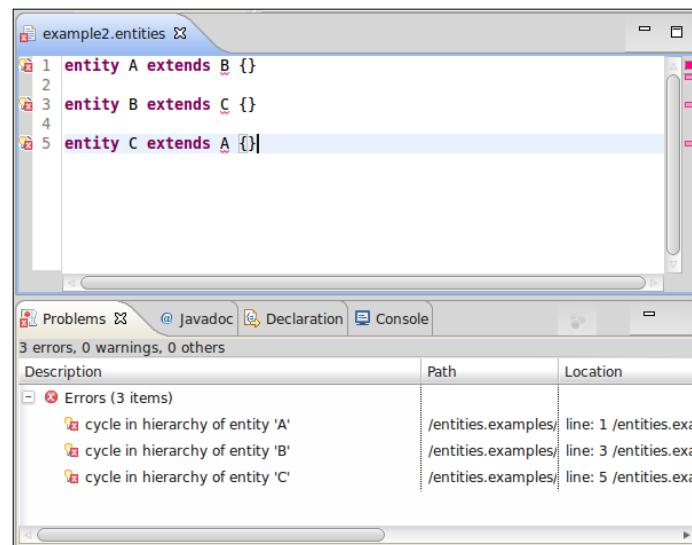 example2.entities
1 entity A extends B {}
2
3 entity B extends C {}
4
5 entity C extends A {}
Problems @ Javadoc Declaration Console
3 errors, 0 warnings, 0 others
Description Path Location
Errors (3 items)
cycle in hierarchy of entity 'A' /entities.examples/ line: 1 /entities.exa
cycle in hierarchy of entity 'B' /entities.examples/ line: 3 /entities.exa
cycle in hierarchy of entity 'C' /entities.examples/ line: 5 /entities.exa